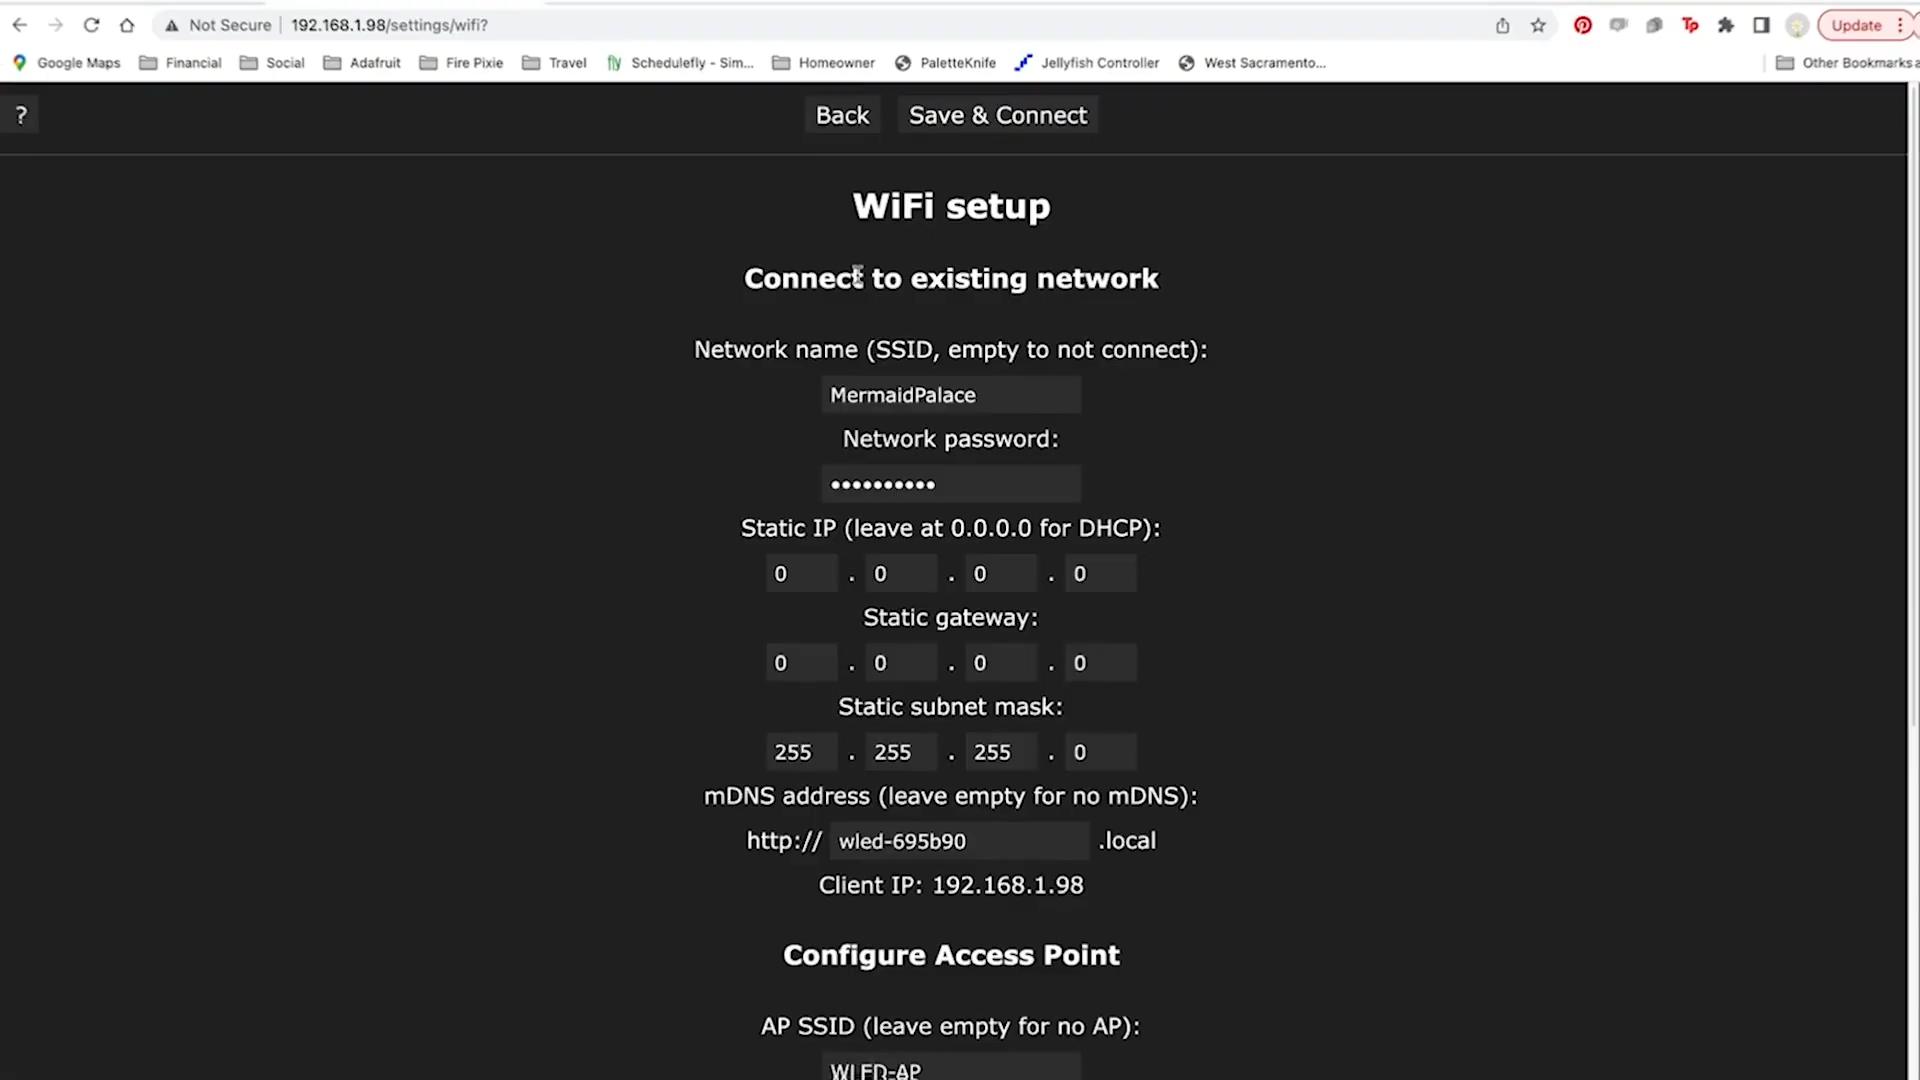 Not Secure 192.168.1.98/settings/wifi? Update
Google Maps Financial Social Adafruit Fire Pixie Travel Schedulefly - Sim... Homeowner PaletteKnife Jellyfish Controller West Sacramento... Other Bookmarks
? Back Save & Connect
WiFi setup
Connect to existing network
Network name (SSID, empty to not connect):
MermaidPalace
Network password:
••••••••••
Static IP (leave at 0.0.0.0 for DHCP):
0 . 0 . 0 . 0
Static gateway:
0 . 0 . 0 . 0
Static subnet mask:
255 . 255 . 255 . 0
mDNS address (leave empty for no mDNS):
http:// wled-695b90 .local
Client IP: 192.168.1.98
Configure Access Point
AP SSID (leave empty for no AP):
WLED-AP